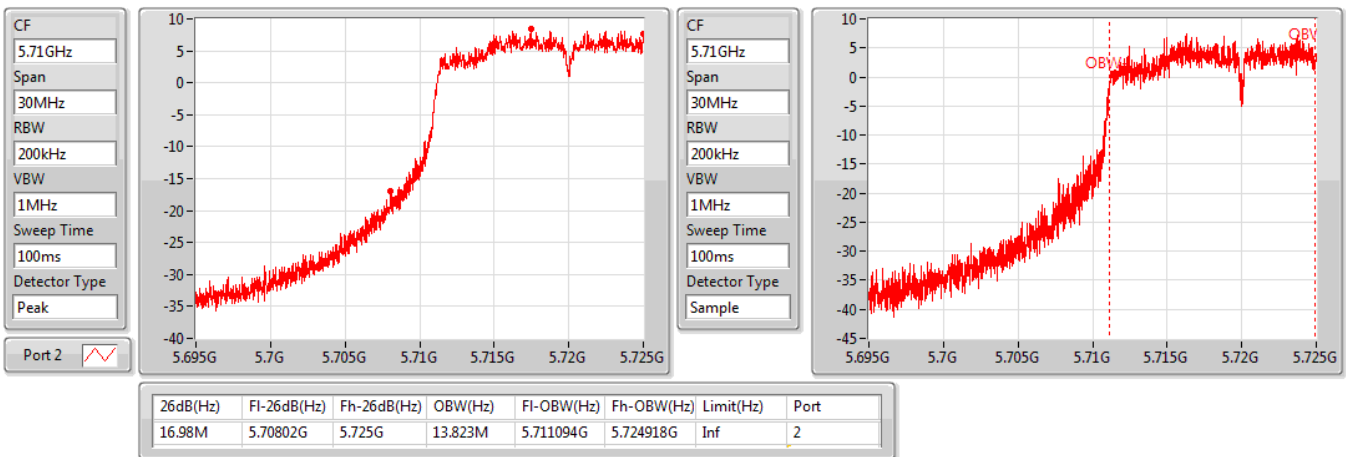 CF
5.71GHz
Span
30MHz
RBW
200kHz
VBW
1MHz
Sweep Time
100ms
Detector Type
Peak
Port 2
10
5
0
-5
-10
-15
-20
-25
-30
-35
-40
5.695G 5.7G 5.705G 5.71G 5.715G 5.72G 5.725G
CF
5.71GHz
Span
30MHz
RBW
200kHz
VBW
1MHz
Sweep Time
100ms
Detector Type
Sample
10
5
0
-5
-10
-15
-20
-25
-30
-35
-40
-45
OBW
OBW
5.695G 5.7G 5.705G 5.71G 5.715G 5.72G 5.725G
26dB(Hz) Fl-26dB(Hz) Fh-26dB(Hz) OBW(Hz) Fl-OBW(Hz) Fh-OBW(Hz) Limit(Hz) Port
16.98M 5.70802G 5.725G 13.823M 5.711094G 5.724918G Inf 2